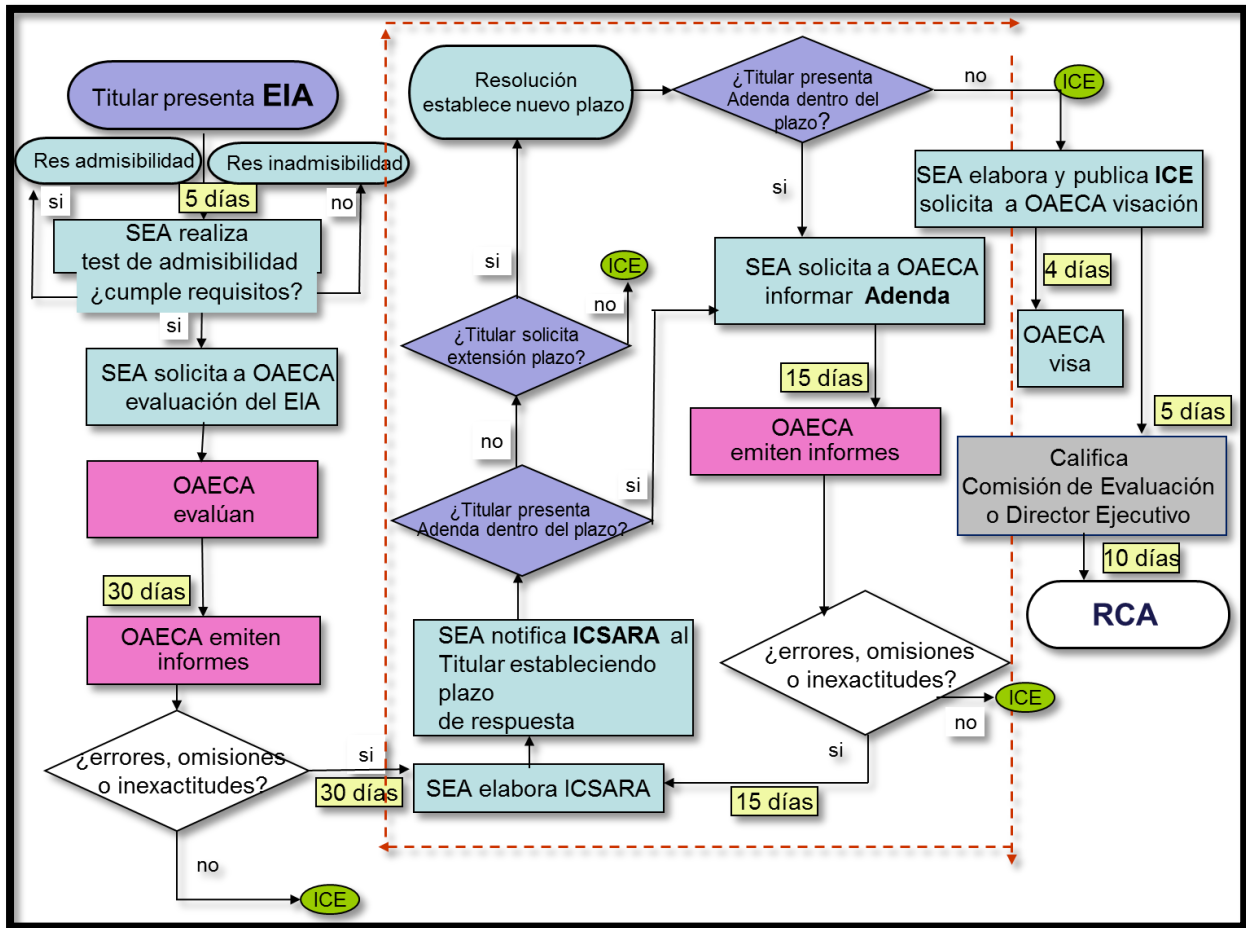 Titular presenta EIA
Res admisibilidad
Res inadmisibilidad
si
5 días
no
SEA realiza
test de admisibilidad
¿cumple requisitos?
si
SEA solicita a OAECA
evaluación del EIA
OAECA
evalúan
30 días
OAECA emiten
informes
¿errores, omisiones
o inexactitudes?
si
30 días
no
ICE
SEA elabora ICSARA
SEA notifica ICSARA al
Titular estableciendo
plazo
de respuesta
¿Titular presenta
Adenda dentro del plazo?
si
no
¿Titular solicita
extensión plazo?
no
ICE
si
Resolución
establece nuevo plazo
¿Titular presenta
Adenda dentro del
plazo?
no
ICE
si
SEA solicita a OAECA
informar Adenda
15 días
OAECA
emiten informes
¿errores, omisiones
o inexactitudes?
no
ICE
si
15 días
SEA elabora y publica ICE
solicita a OAECA visación
4 días
OAECA
visa
5 días
Califica
Comisión de Evaluación
o Director Ejecutivo
10 días
RCA